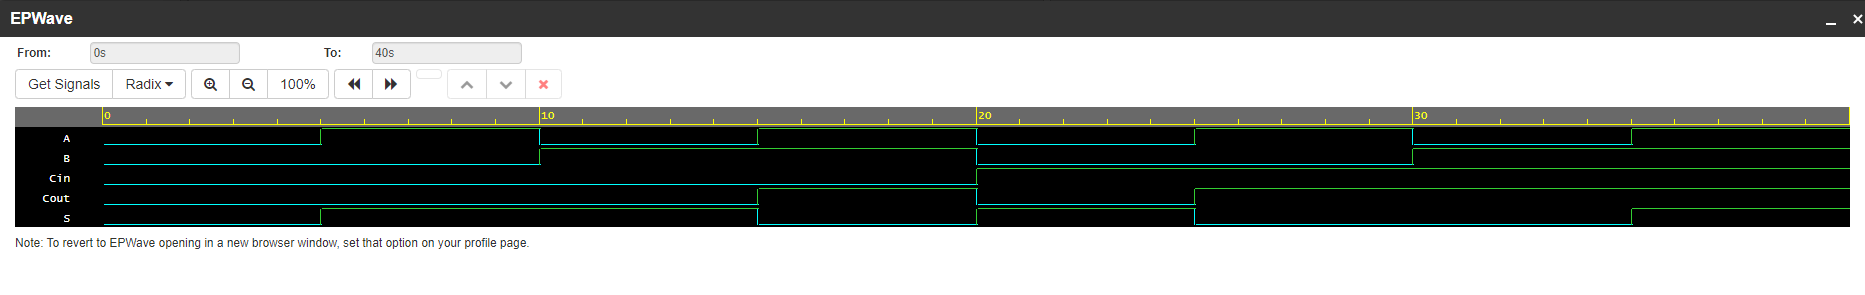 EPWave
From: 0s To: 40s
Get Signals Radix 100%
0 10 20 30
A
B
Cin
Cout
S
Note: To revert to EPWave opening in a new browser window, set that option on your profile page.